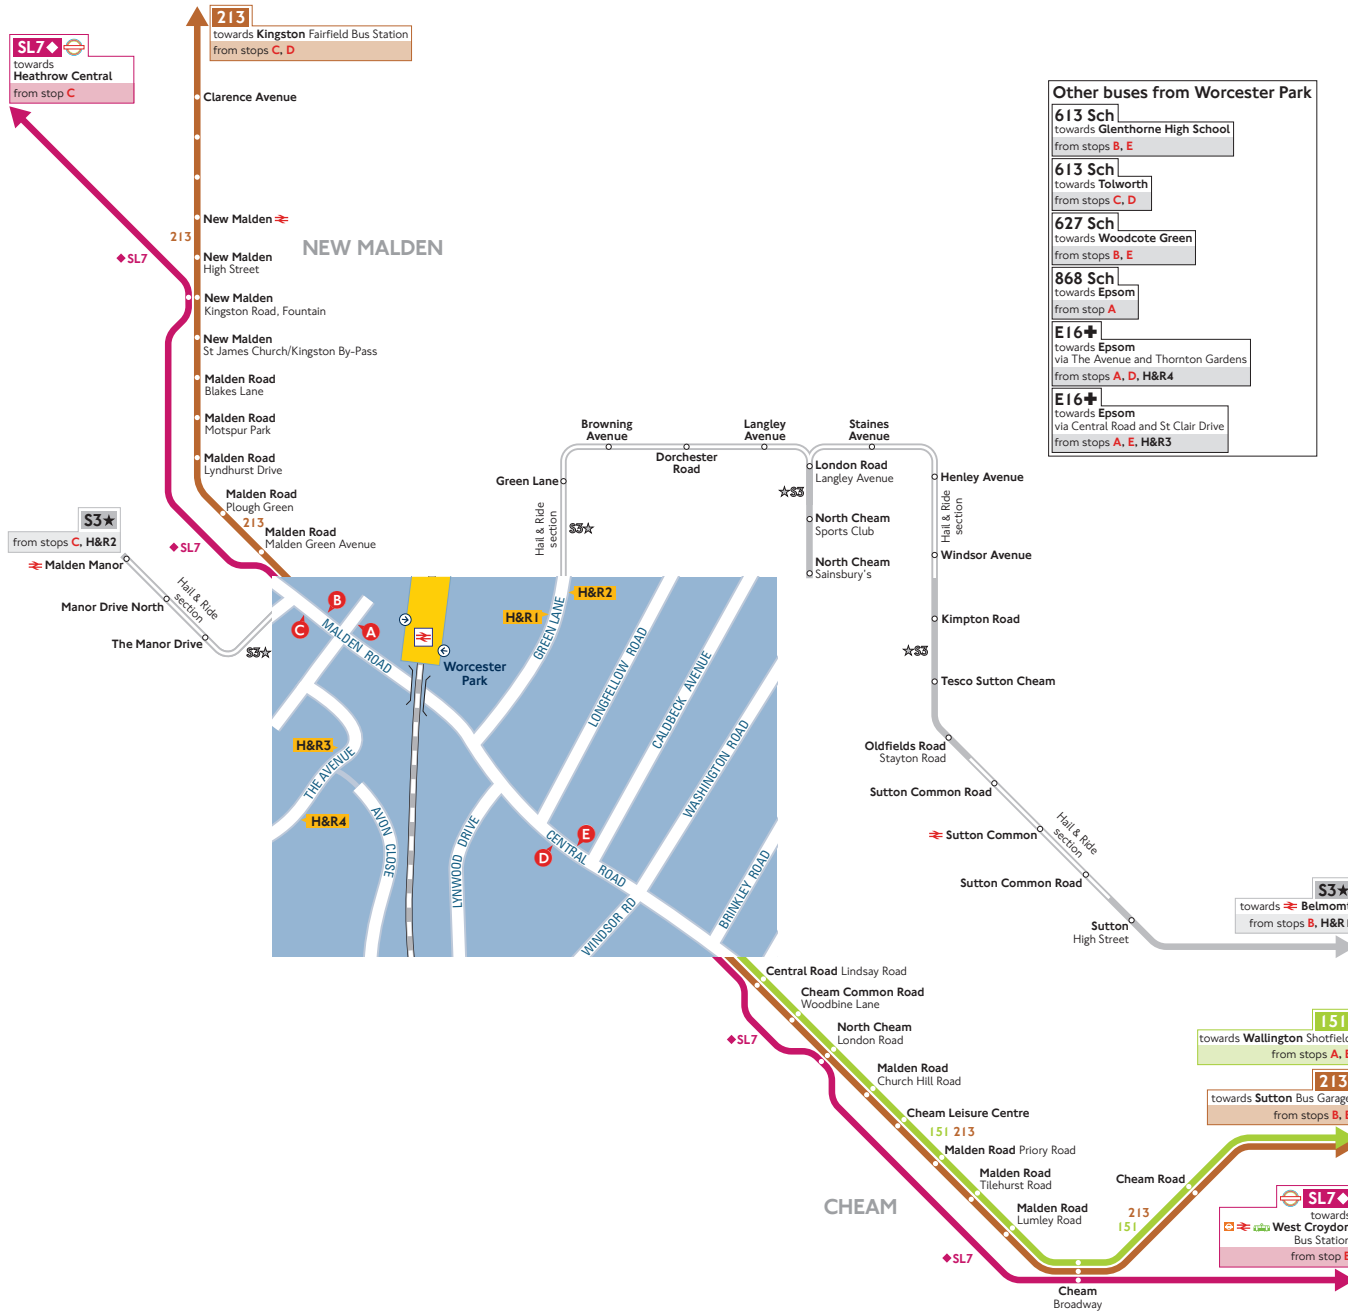 213
towards Kingston Fairfield Bus Station
from stops C, D
SL7◆
towards
Heathrow Central
from stop C
Clarence Avenue
New Malden
213
NEW MALDEN
◆SL7
New Malden
High Street
New Malden
Kingston Road, Fountain
New Malden
St James Church/Kingston By-Pass
Malden Road
Blakes Lane
Malden Road
Motspur Park
Malden Road
Lyndhurst Drive
Malden Road
Plough Green
213
Malden Road
Malden Green Avenue
◆SL7
S3★
from stops C, H&R2
Malden Manor
Hail & Ride
section
Manor Drive North
The Manor Drive
S3☆
Other buses from Worcester Park
613 Sch
towards Glenthorne High School
from stops B, E
613 Sch
towards Tolworth
from stops C, D
627 Sch
towards Woodcote Green
from stops B, E
868 Sch
towards Epsom
from stop A
E16✚
towards Epsom
via The Avenue and Thornton Gardens
from stops A, D, H&R4
E16✚
towards Epsom
via Central Road and St Clair Drive
from stops A, E, H&R3
Browning
Avenue
Dorchester
Road
Langley
Avenue
Staines
Avenue
Green Lane
Hail & Ride
section
S3☆
London Road
Langley Avenue
☆S3
North Cheam
Sports Club
North Cheam
Sainsbury's
Henley Avenue
Hail & Ride
section
Windsor Avenue
Kimpton Road
☆S3
Tesco Sutton Cheam
Oldfields Road
Stayton Road
Sutton Common Road
Sutton Common
Hail & Ride
section
Sutton Common Road
Sutton
High Street
S3★
towards Belmont
from stops B, H&R
B
C
A
MALDEN ROAD
Worcester
Park
H&R1
H&R2
GREEN LANE
LONGFELLOW ROAD
CALDBECK AVENUE
WASHINGTON ROAD
H&R3
THE AVENUE
H&R4
AVON CLOSE
LYNWOOD DRIVE
E
D
CENTRAL ROAD
WINDSOR RD
BRINKLEY ROAD
Central Road Lindsay Road
Cheam Common Road
Woodbine Lane
North Cheam
London Road
◆SL7
Malden Road
Church Hill Road
Cheam Leisure Centre
151 213
Malden Road Priory Road
Malden Road
Tilehurst Road
Malden Road
Lumley Road
CHEAM
◆SL7
Cheam
Broadway
213
151
Cheam Road
151
towards Wallington Shotfield
from stops A, E
213
towards Sutton Bus Garage
from stops B, E
SL7◆
towards
West Croydon
Bus Station
from stop E